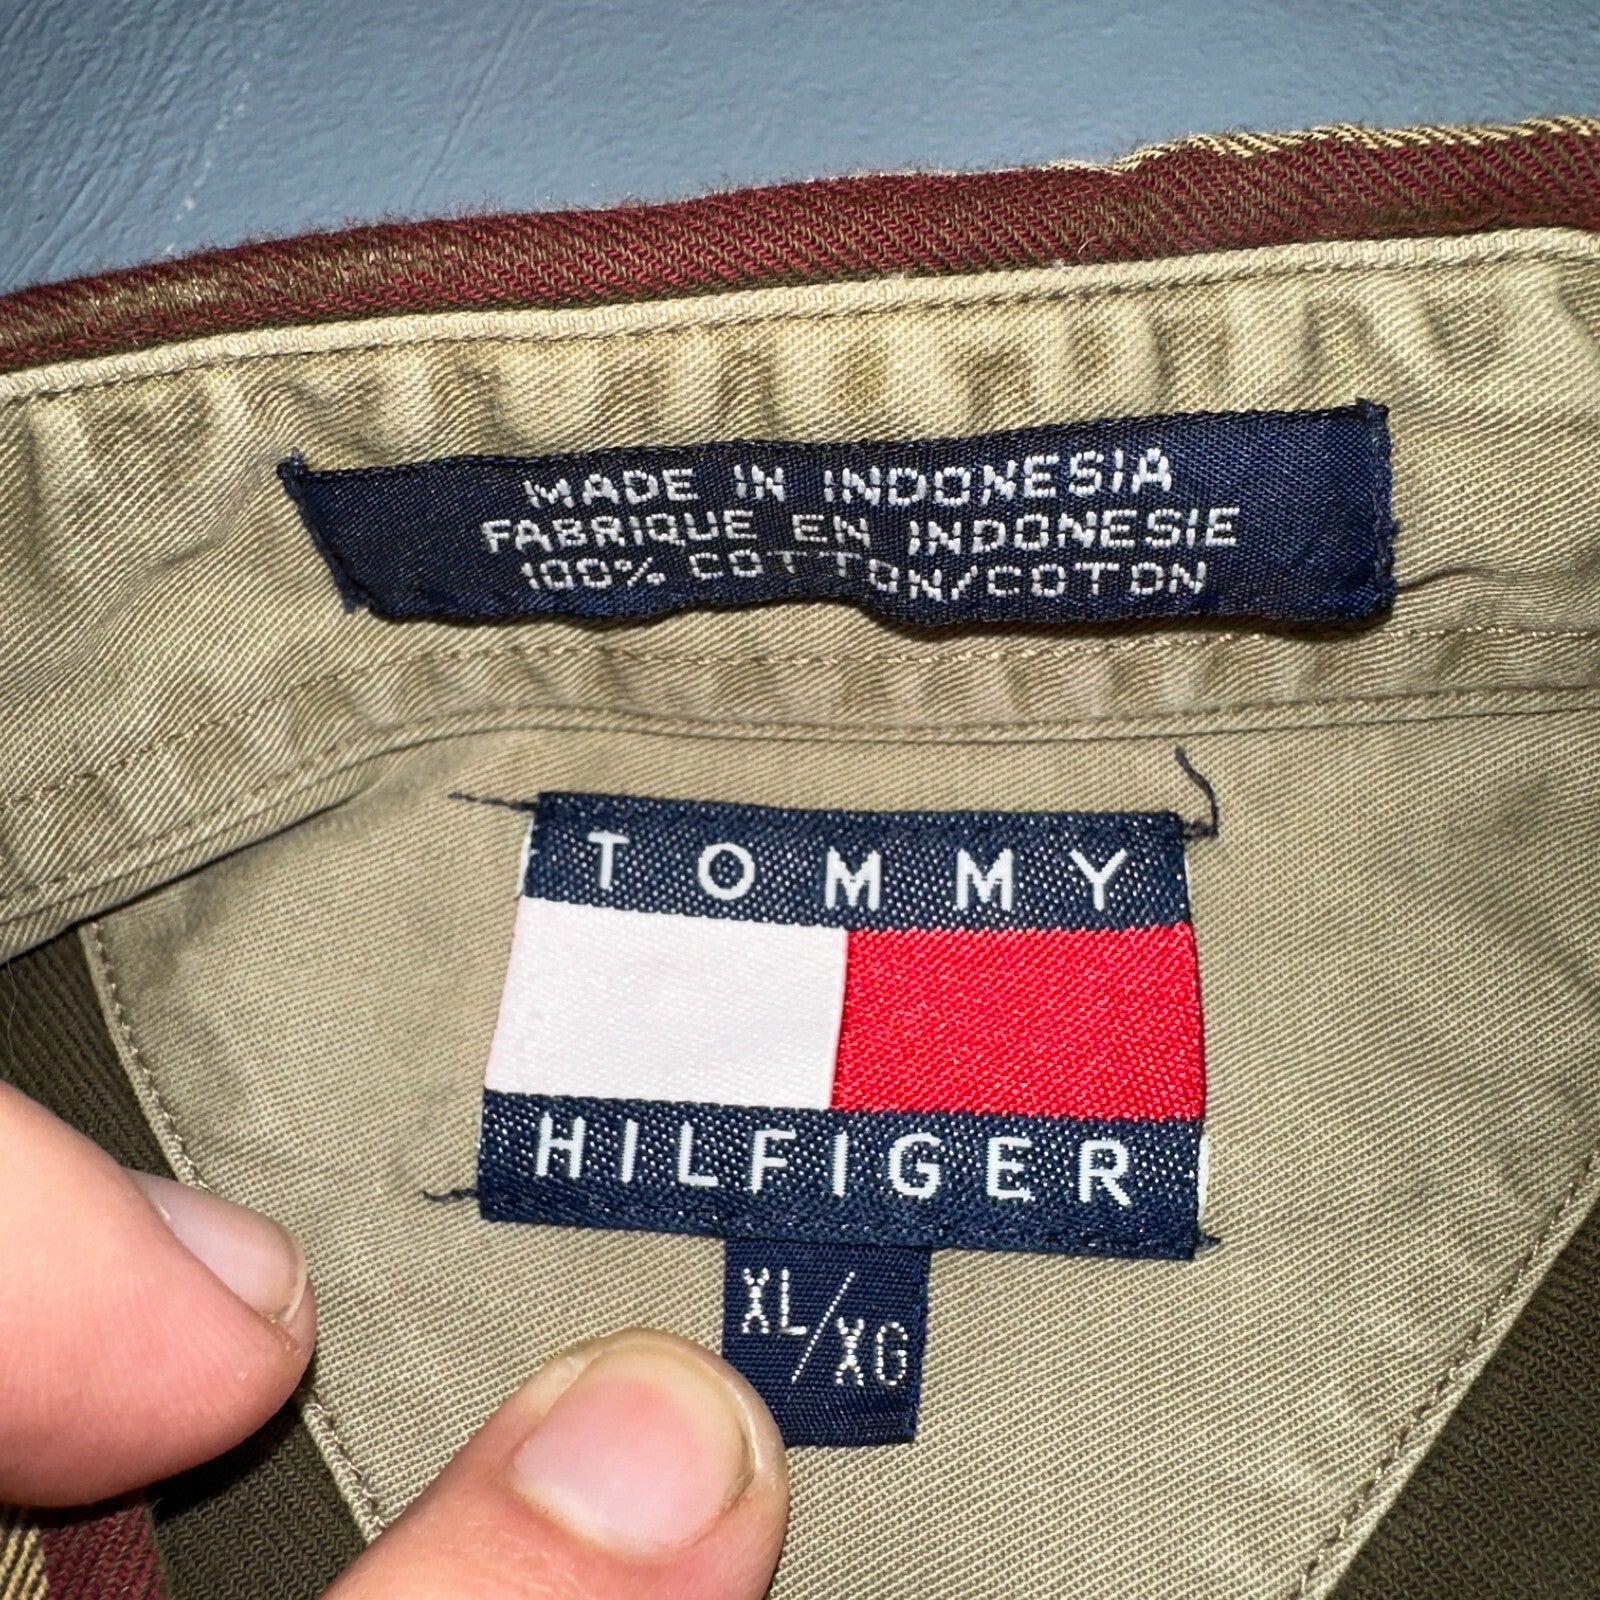 MADE IN INDONESIA
FABRIQUE EN INDONESIE
100% COTTON/COTON
TOMMY
HILFIGER
XL/XG